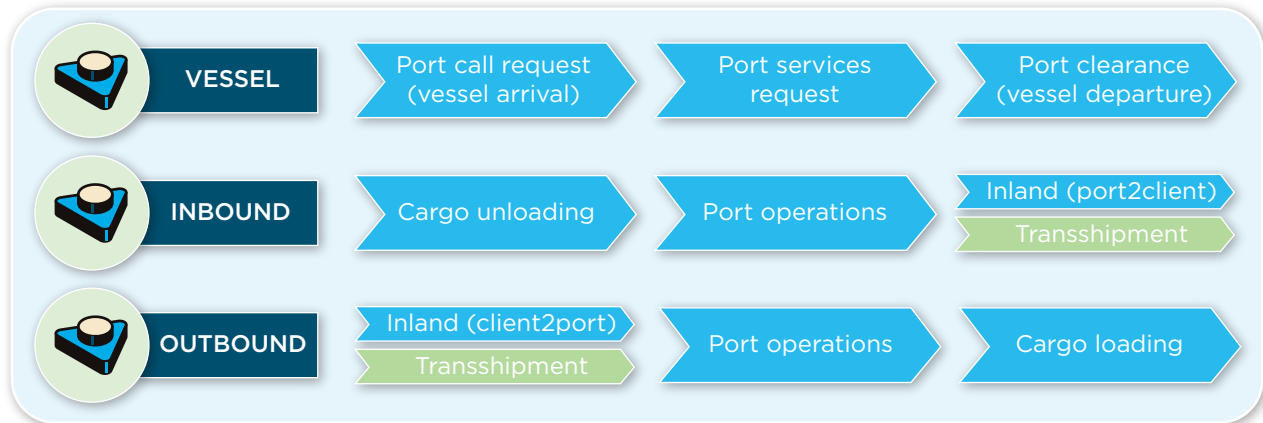 VESSEL
Port call request
(vessel arrival)
Port services
request
Port clearance
(vessel departure)
INBOUND
Cargo unloading
Port operations
Inland (port2client)
Transshipment
OUTBOUND
Inland (client2port)
Transshipment
Port operations
Cargo loading